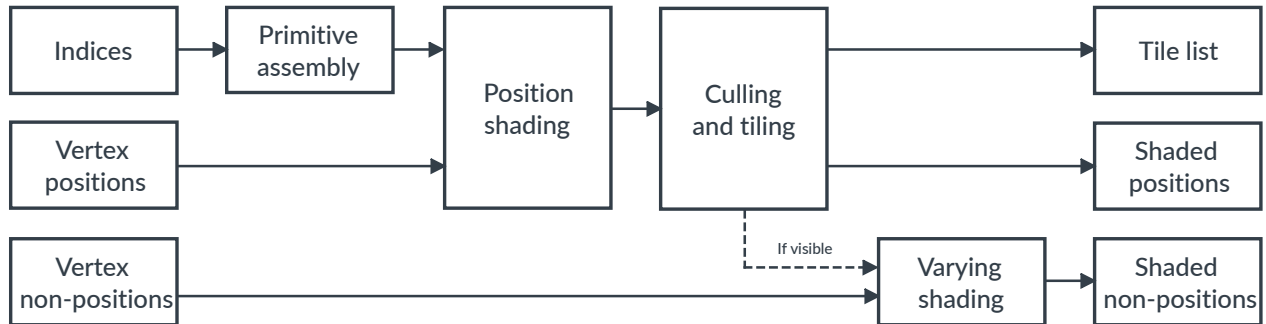 Indices
Primitive
assembly
Position
shading
Culling
and tiling
Tile list
Vertex
positions
Shaded
positions
If visible
Vertex
non-positions
Varying
shading
Shaded
non-positions